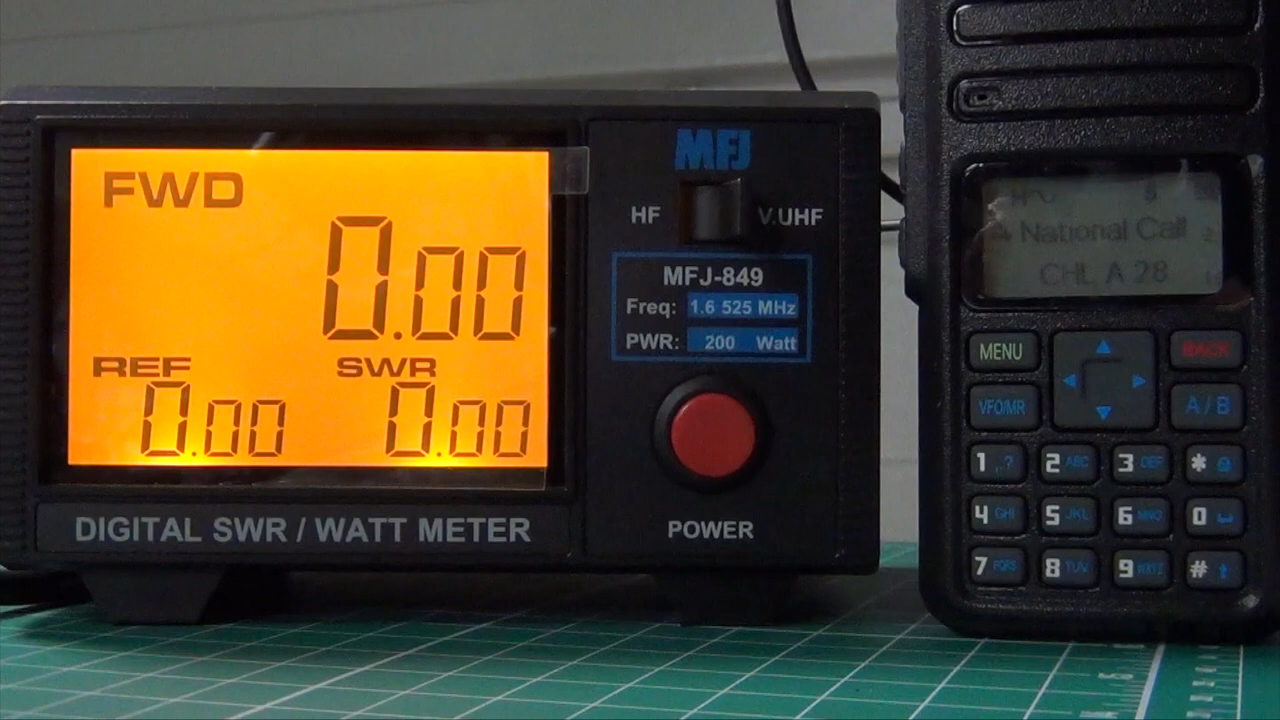 FWD
0.00
REF
SWR
0.00
0.00
DIGITAL SWR / WATT METER
MFJ
HF
V.UHF
MFJ-849
Freq: 1.6 525 MHz
PWR: 200 Watt
POWER
National Call
CHL A 28
MENU
BACK
VFO/MR
A / B
1 ,.?
2 ABC
3 DEF
*
4 GHI
5 JKL
6 MNO
0
7 PQRS
8 TUV
9 WXYZ
#